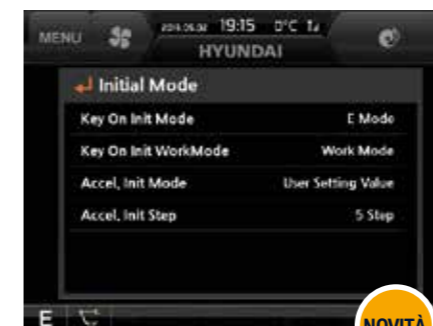 MENU 19:15 0°C
HYUNDAI
Initial Mode
Key On Init Mode E Mode
Key On Init WorkMode Work Mode
Accel, Init Mode User Setting Value
Accel, Init Step 5 Step
E
NOVITÀ